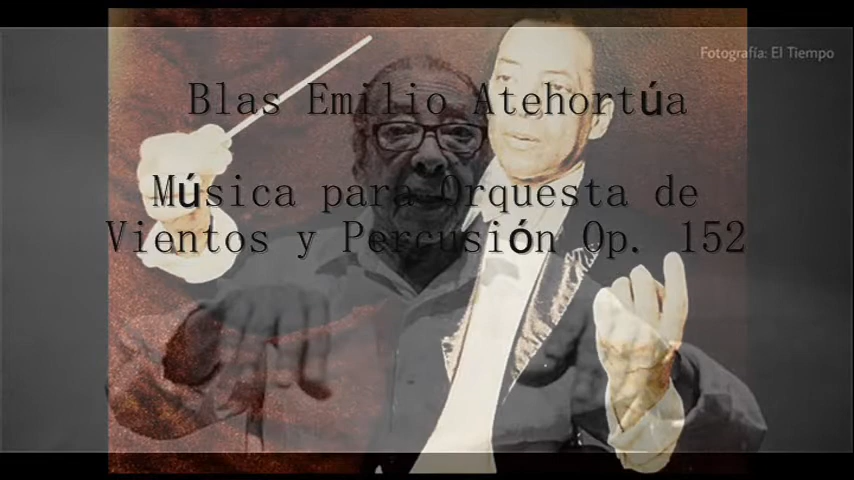 Fotografía: El Tiempo
Blas Emilio Atehortúa
Música para Orquesta de
Vientos y Percusión Op. 152